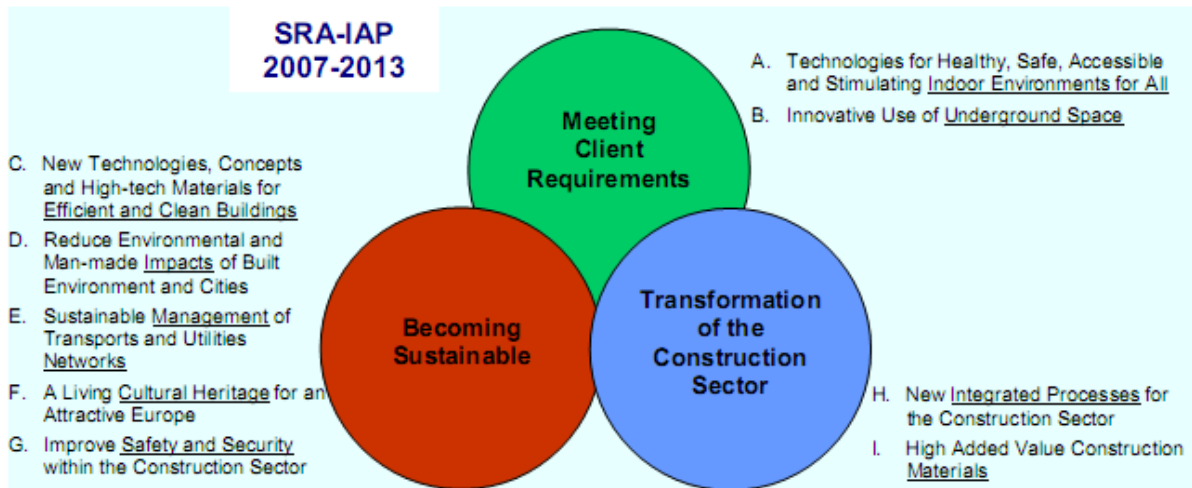 SRA-IAP
2007-2013
Meeting
Client
Requirements
A. Technologies for Healthy, Safe, Accessible
and Stimulating Indoor Environments for All
B. Innovative Use of Underground Space
C. New Technologies, Concepts
and High-tech Materials for
Efficient and Clean Buildings
D. Reduce Environmental and
Man-made Impacts of Built
Environment and Cities
E. Sustainable Management of
Transports and Utilities
Networks
F. A Living Cultural Heritage for an
Attractive Europe
G. Improve Safety and Security
within the Construction Sector
Becoming
Sustainable
Transformation
of the
Construction
Sector
H. New Integrated Processes for
the Construction Sector
I. High Added Value Construction
Materials